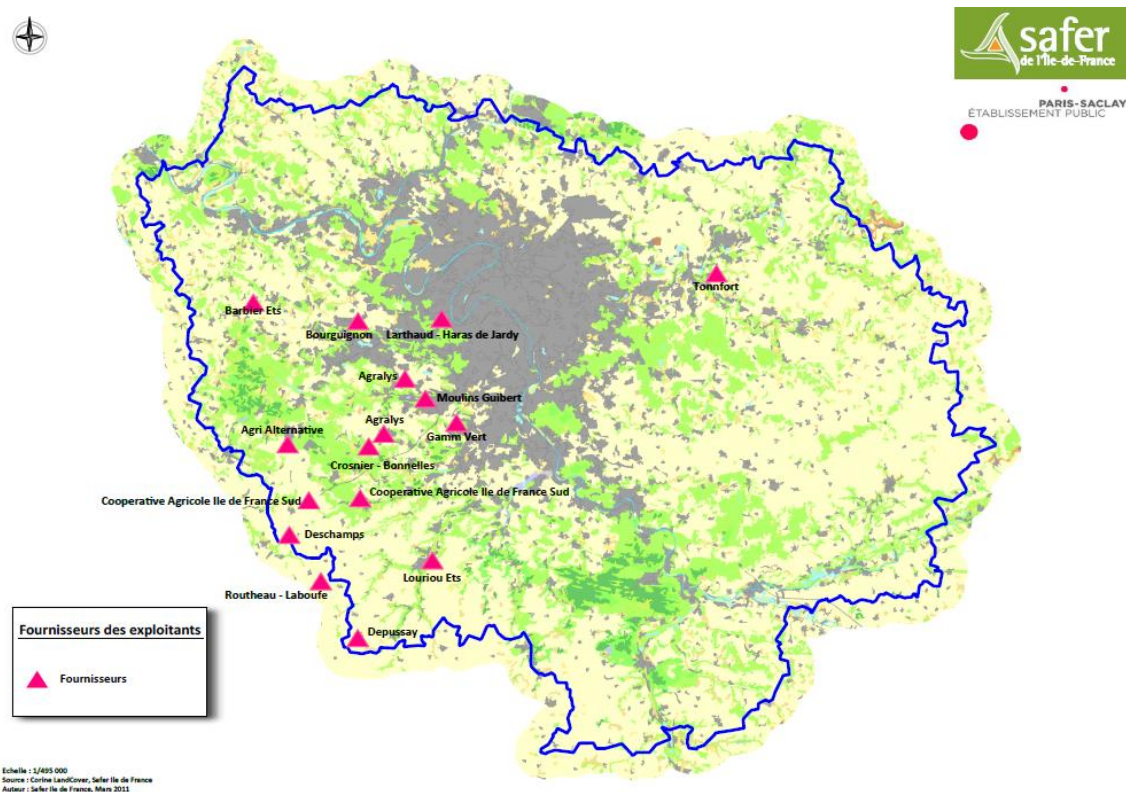 safer
de l'Ile-de-France
PARIS-SACLAY
ÉTABLISSEMENT PUBLIC
Tonnfort
Barbier Ets
Bourguignon
Larthaud - Haras de Jardy
Agralys
Moulins Guibert
Agralys
Gamm Vert
Agri Alternative
Crosnier - Bonnelles
Cooperative Agricole Ile de France Sud
Cooperative Agricole Ile de France Sud
Deschamps
Louriou Ets
Routheau - Laboufe
Depussay
Fournisseurs des exploitants
Fournisseurs
Echelle : 1/495 000
Source : Corine LandCover, Safer Ile de France
Auteur : Safer Ile de France, Mars 2011